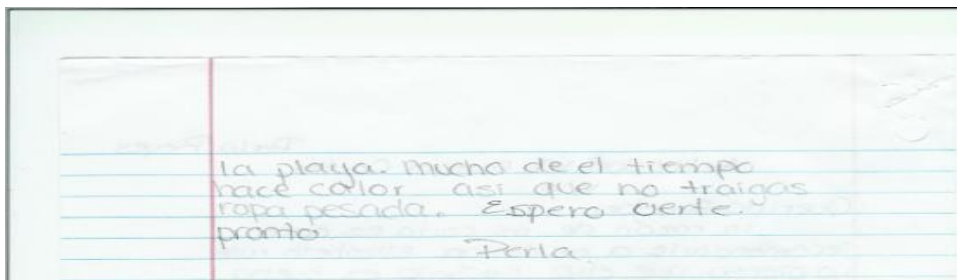 la playa. mucho de el tiempo
hace calor asi que no traigas
ropa pesada. Espero verte.
pronto
Perla.